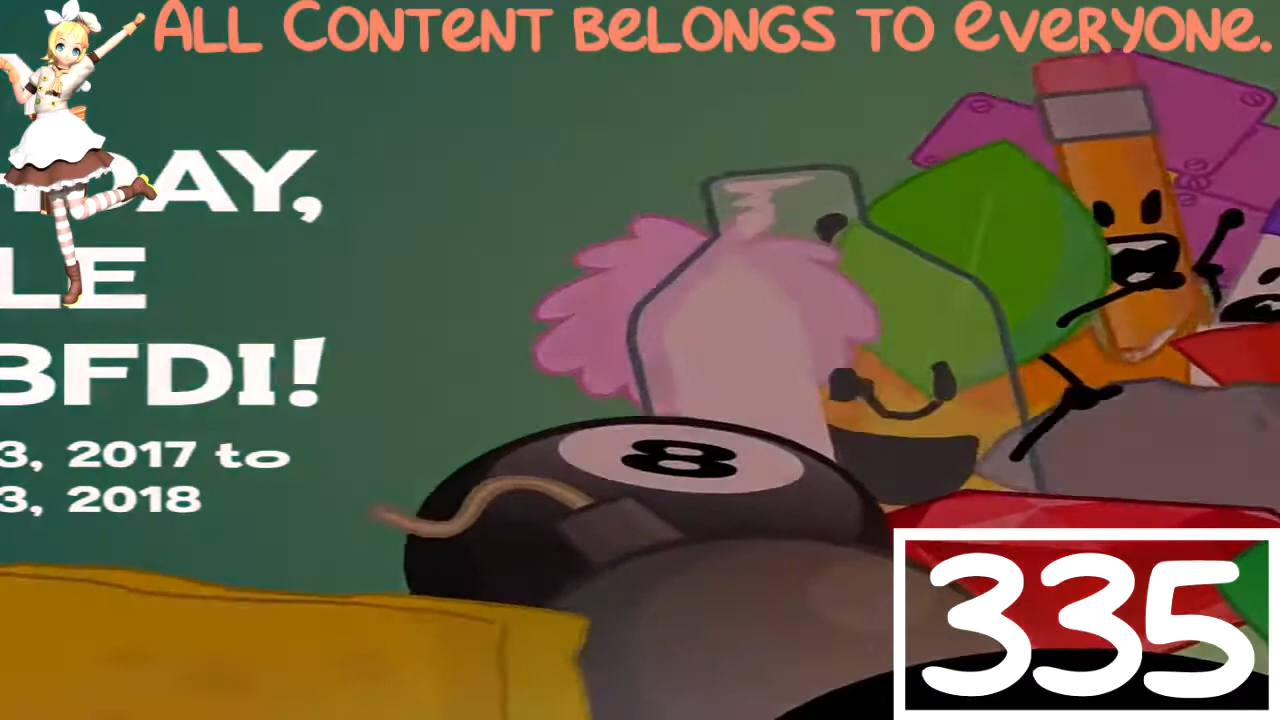 ALL CONTENT BELONGS TO EVERYONE.
DAY,
LE
BFDI!
3, 2017 to
3, 2018
8
335